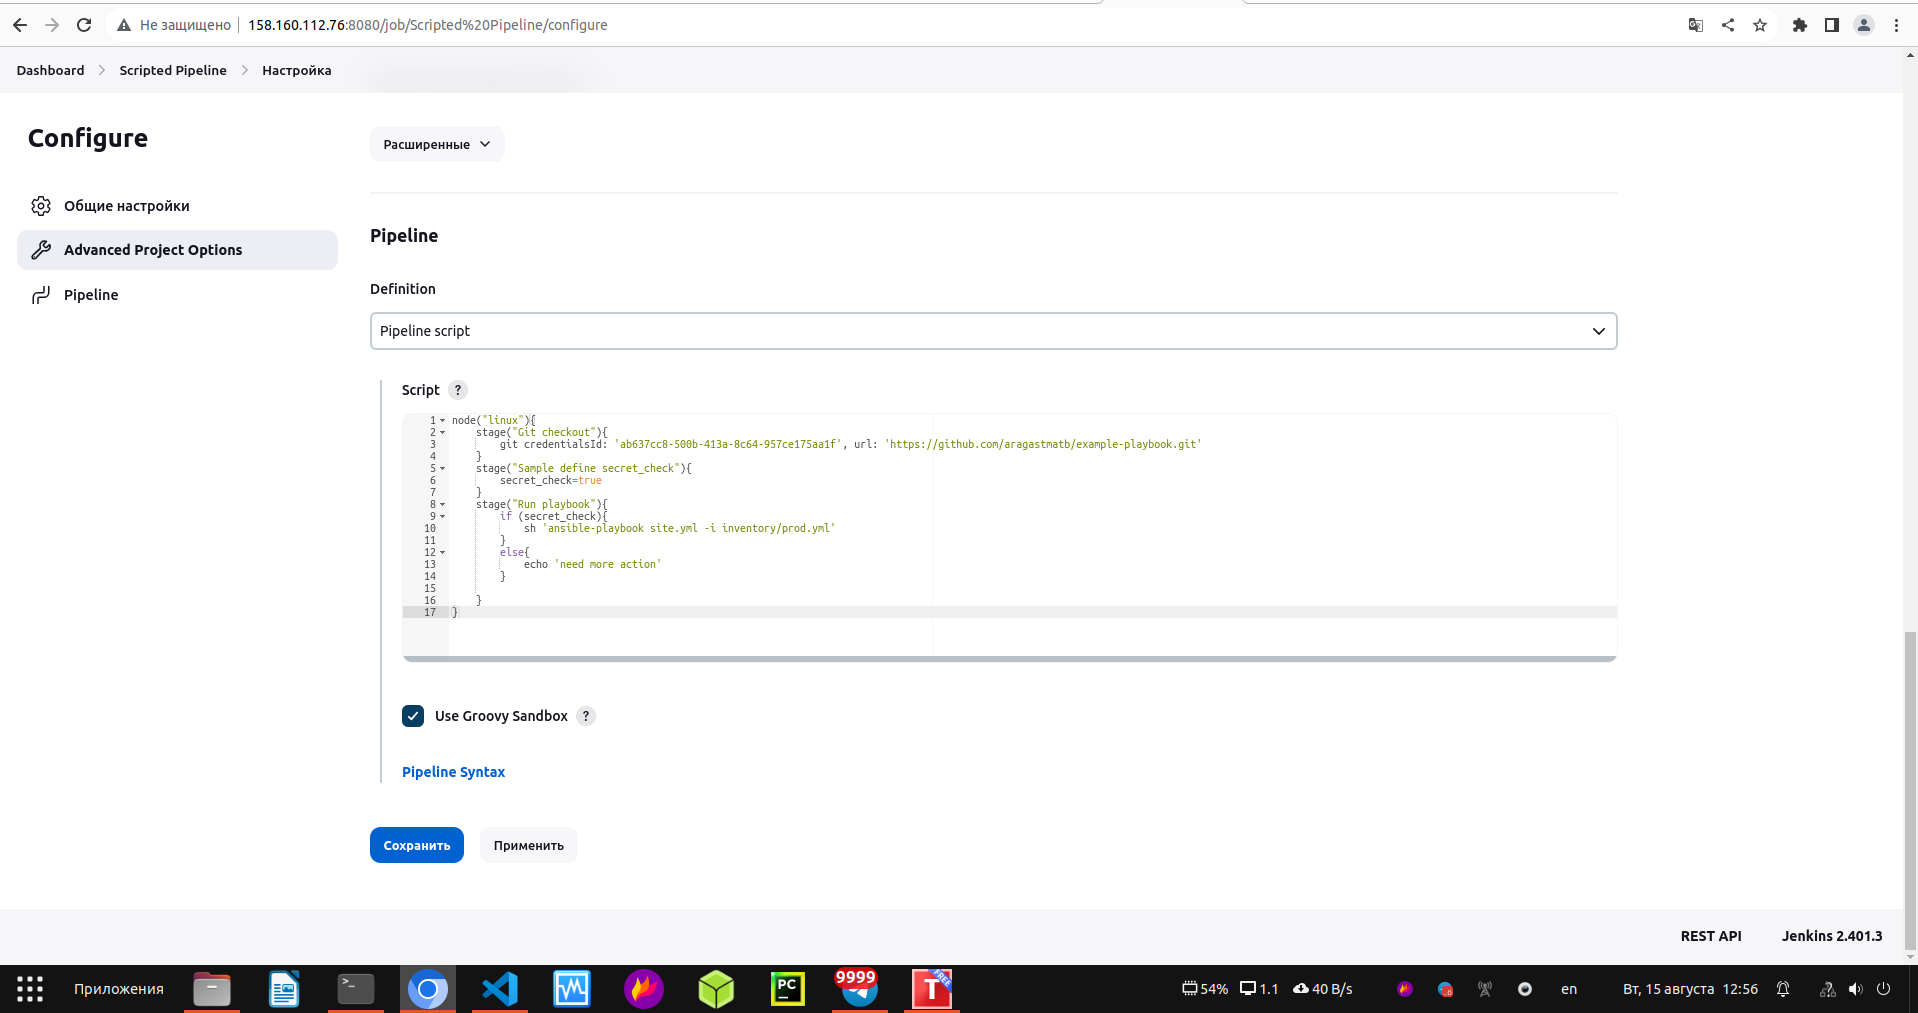 Не защищено 158.160.112.76:8080/job/Scripted%20Pipeline/configure
Dashboard Scripted Pipeline Настройка
Configure
Общие настройки
Advanced Project Options
Pipeline
Расширенные
Pipeline
Definition
Pipeline script
Script ?
1 node("linux"){
2     stage("Git checkout"){
3         git credentialsId: 'ab637cc8-500b-413a-8c64-957ce175aa1f', url: 'https://github.com/aragastmatb/example-playbook.git'
4     }
5     stage("Sample define secret_check"){
6         secret_check=true
7     }
8     stage("Run playbook"){
9         if (secret_check){
10             sh 'ansible-playbook site.yml -i inventory/prod.yml'
11         }
12         else{
13             echo 'need more action'
14         }
15
16     }
17 }
Use Groovy Sandbox ?
Pipeline Syntax
Сохранить Применить
REST API Jenkins 2.401.3
Приложения >_ PC 9999 T FREE 54% 1.1 40 B/s 6 en Вт, 15 августа 12:56